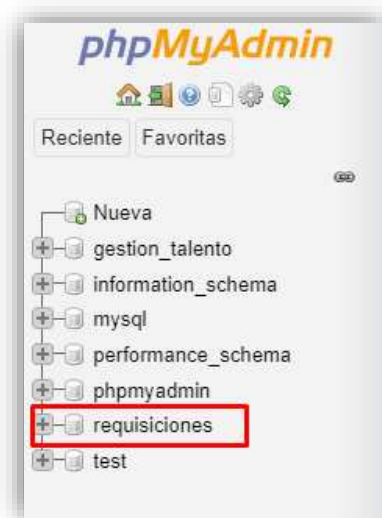 phpMyAdmin
Reciente Favoritas
Nueva
gestion_talento
information_schema
mysql
performance_schema
phpmyadmin
requisiciones
test